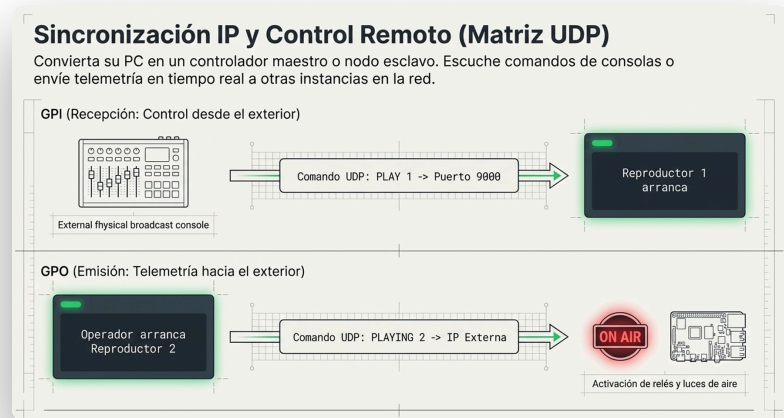 Sincronización IP y Control Remoto (Matriz UDP)
Convierta su PC en un controlador maestro o nodo esclavo. Escuche comandos de consolas o
envíe telemetría en tiempo real a otras instancias en la red.
GPI (Recepción: Control desde el exterior)
External fhysical broadcast console
Comando UDP: PLAY 1 -> Puerto 9000
Reproductor 1
arranca
GPO (Emisión: Telemetría hacia el exterior)
Operador arranca
Reproductor 2
Comando UDP: PLAYING 2 -> IP Externa
ON AIR
Activación de relés y luces de aire